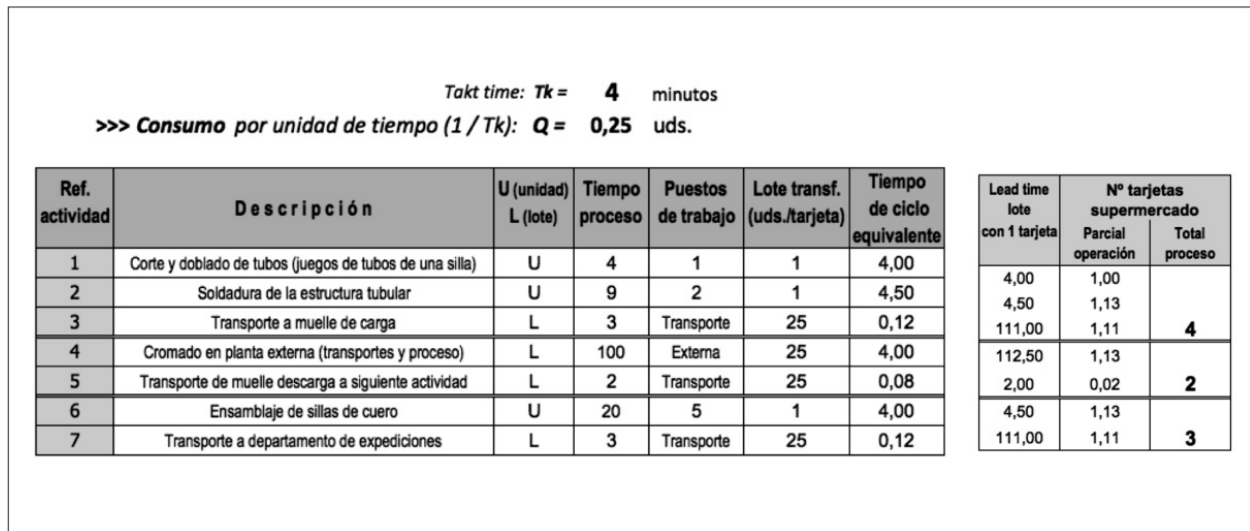 Takt time: Tk = 4 minutos
>>> Consumo por unidad de tiempo (1 / Tk): Q = 0,25 uds.
Ref. actividad Descripción U (unidad) L (lote) Tiempo proceso Puestos de trabajo Lote transf. (uds./tarjeta) Tiempo de ciclo equivalente Lead time lote con 1 tarjeta Nº tarjetas supermercado Parcial operación Total proceso
1 Corte y doblado de tubos (juegos de tubos de una silla) U 4 1 1 4,00 4,00 1,00
2 Soldadura de la estructura tubular U 9 2 1 4,50 4,50 1,13
3 Transporte a muelle de carga L 3 Transporte 25 0,12 111,00 1,11 4
4 Cromado en planta externa (transportes y proceso) L 100 Externa 25 4,00 112,50 1,13
5 Transporte de muelle descarga a siguiente actividad L 2 Transporte 25 0,08 2,00 0,02 2
6 Ensamblaje de sillas de cuero U 20 5 1 4,00 4,50 1,13
7 Transporte a departamento de expediciones L 3 Transporte 25 0,12 111,00 1,11 3